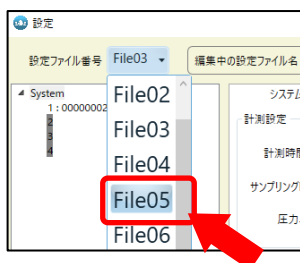 設定
設定ファイル番号 File03 編集中の設定ファイル名
System
1 : 00000002
2
3
4
File02
File03
File04
File05
File06
システム
計測設定
計測時間
サンプリング
圧力